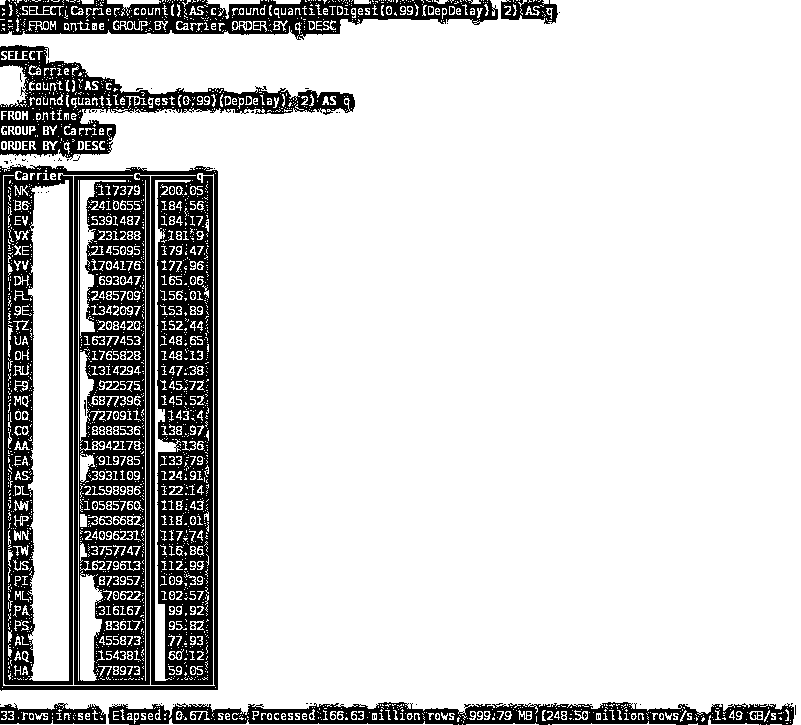 :) SELECT Carrier, count() AS c, round(quantileTDigest(0.99)(DepDelay), 2) AS q
:-] FROM ontime GROUP BY Carrier ORDER BY q DESC
SELECT
Carrier,
count() AS c,
round(quantileTDigest(0.99)(DepDelay), 2) AS q
FROM ontime
GROUP BY Carrier
ORDER BY q DESC
Carrier c q
NK 117379 200.05
B6 2410655 184.56
EV 5391487 184.17
VX 231288 181.9
XE 2145095 179.47
YV 1704176 177.96
DH 693047 165.06
FL 2485709 156.01
9E 1342097 153.89
TZ 208420 152.44
UA 16377453 148.65
OH 1765828 148.13
RU 1314294 147.38
F9 922575 145.72
MQ 6877396 145.52
OO 7270911 143.4
CO 8888536 138.97
AA 18942178 136
EA 919785 133.79
AS 3931109 124.91
DL 21598986 122.14
NW 10585760 118.43
HP 3636682 118.01
WN 24096231 117.74
TW 3757747 116.86
US 16279613 112.99
PI 873957 109.39
ML 70622 102.57
PA 316167 99.92
PS 83617 95.82
AL 455873 77.93
AQ 154381 60.12
HA 778973 59.05
33 rows in set. Elapsed: 0.671 sec. Processed 166.63 million rows, 999.79 MB (248.50 million rows/s., 1.49 GB/s.)